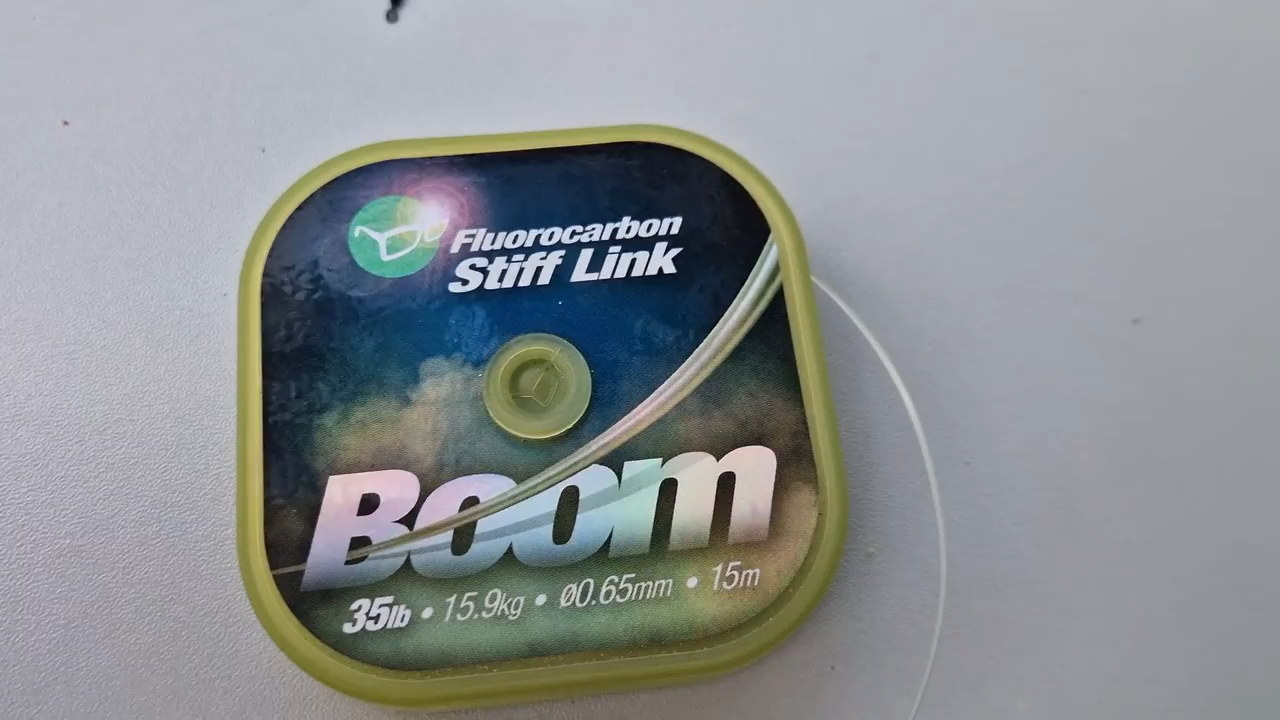 Fluorocarbon
Stiff Link
Boom
35lb • 15.9kg • ø0.65mm • 15m